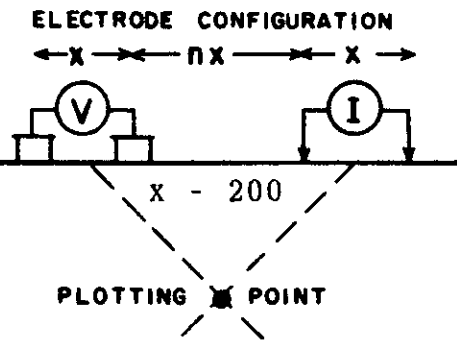 ELECTRODE CONFIGURATION
x nx x
V I
x - 200
PLOTTING POINT